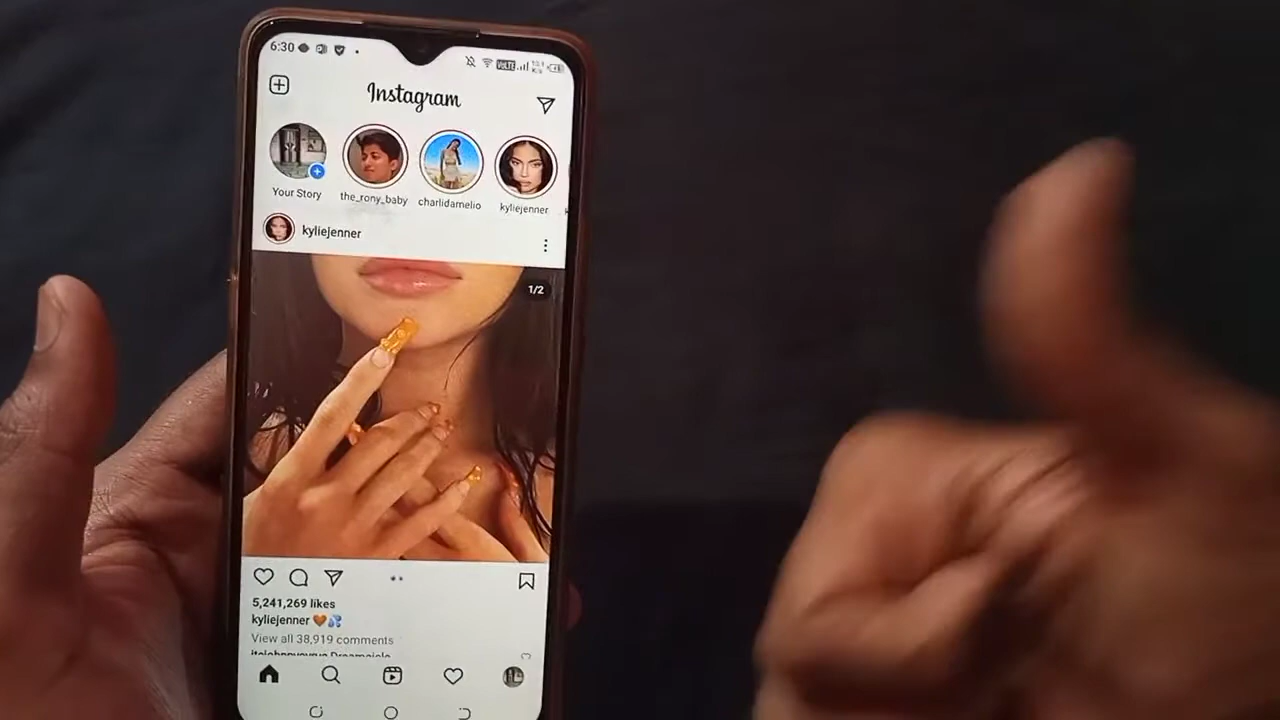 6:30
VoLTE
Instagram
Your Story
the_rony_baby
charlidamelio
kyliejenner
kyliejenner
1/2
5,241,269 likes
kyliejenner 🧡💦
View all 38,919 comments